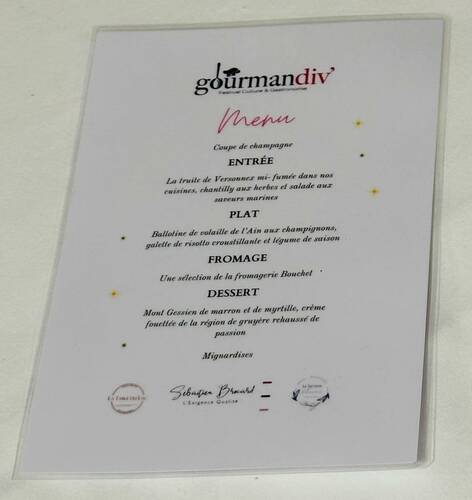 gourmandiv'
Festival Culture & Gastronomie
Menu
Coupe de champagne
ENTRÉE
La truite de Versonnex mi- fumée dans nos
cuisines, chantilly aux herbes et salade aux
saveurs marines
PLAT
Ballotine de volaille de l'Ain aux champignons,
galette de risotto croustillante et légume de saison
FROMAGE
Une sélection de la fromagerie Bouchet
DESSERT
Mont Gessien de marron et de myrtille, crème
fouettée de la région de gruyère rehaussé de
passion
Mignardises
Sébastien Brocard
L'Exigence Qualité